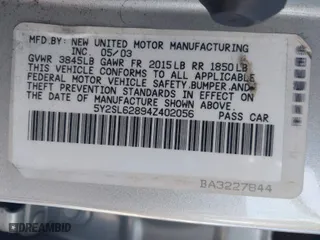 MFD. BY: NEW UNITED MOTOR MANUFACTURING
INC 05/03
GVWR 3845LB GAWR FR 2015LB RR 1850LB
THIS VEHICLE CONFORMS TO ALL APPLICABLE
FEDERAL MOTOR VEHICLE SAFETY, BUMPER, AND
THEFT PREVENTION STANDARDS IN EFFECT ON
THE DATE OF MANUFACTURE SHOWN ABOVE.
5Y2SL62894Z402056 PASS CAR
BA3227844
DREAMBID